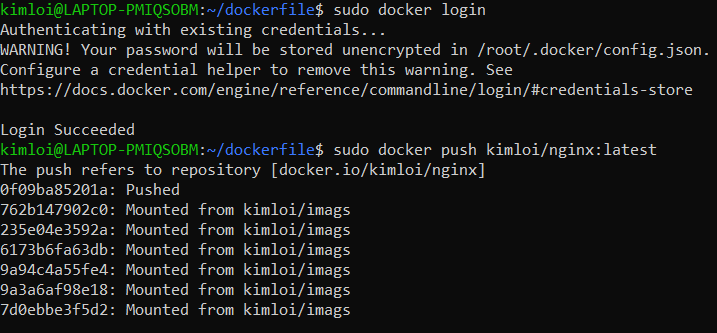 kimloi@LAPTOP-PMIQSOBM:~/dockerfile$ sudo docker login
Authenticating with existing credentials...
WARNING! Your password will be stored unencrypted in /root/.docker/config.json.
Configure a credential helper to remove this warning. See
https://docs.docker.com/engine/reference/commandline/login/#credentials-store

Login Succeeded
kimloi@LAPTOP-PMIQSOBM:~/dockerfile$ sudo docker push kimloi/nginx:latest
The push refers to repository [docker.io/kimloi/nginx]
0f09ba85201a: Pushed
762b147902c0: Mounted from kimloi/imags
235e04e3592a: Mounted from kimloi/imags
6173b6fa63db: Mounted from kimloi/imags
9a94c4a55fe4: Mounted from kimloi/imags
9a3a6af98e18: Mounted from kimloi/imags
7d0ebbe3f5d2: Mounted from kimloi/imags